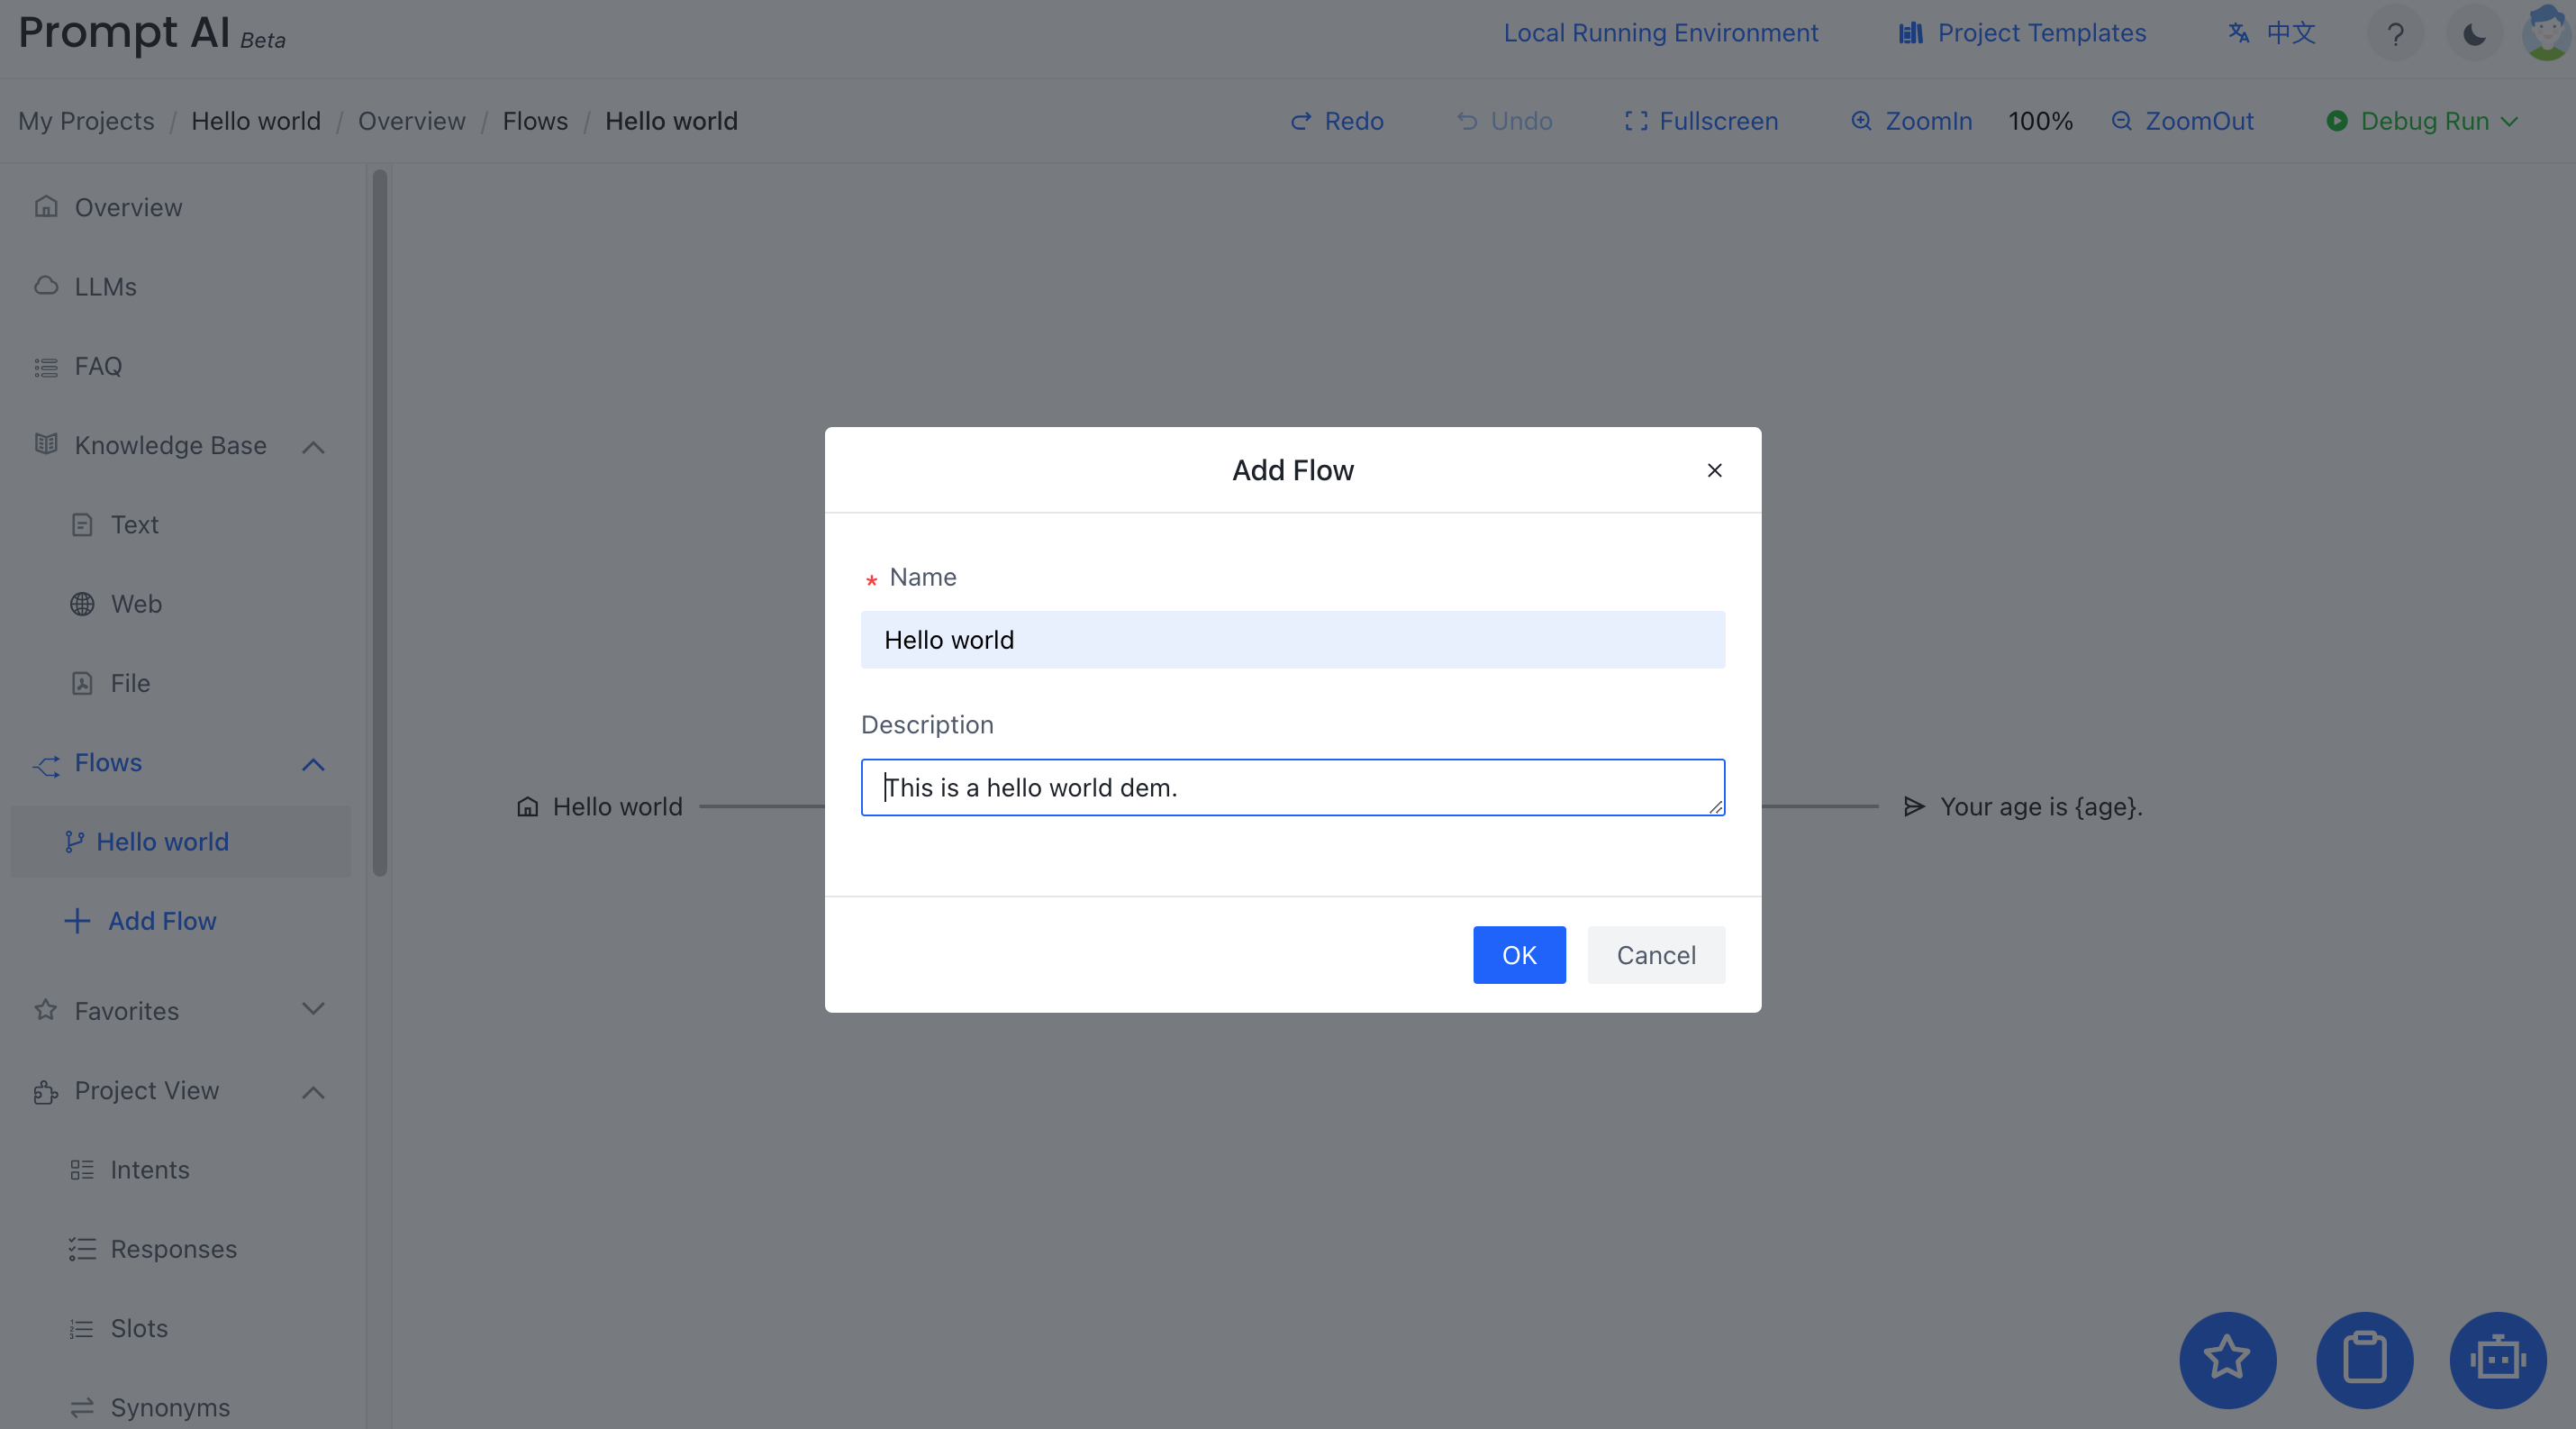 Prompt AI Beta
Local Running Environment
Project Templates
中文
?
My Projects / Hello world / Overview / Flows / Hello world
Redo
Undo
Fullscreen
ZoomIn
100%
ZoomOut
Debug Run
Overview
LLMs
FAQ
Knowledge Base
Text
Web
File
Flows
Hello world
Add Flow
Favorites
Project View
Intents
Responses
Slots
Synonyms
Hello world
Your age is {age}.
Add Flow
* Name
Hello world
Description
This is a hello world dem.
OK
Cancel